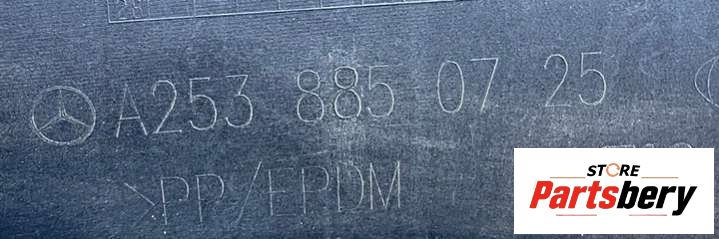 A253 885 07 25
>PP/EPDM
STORE
Partsbery